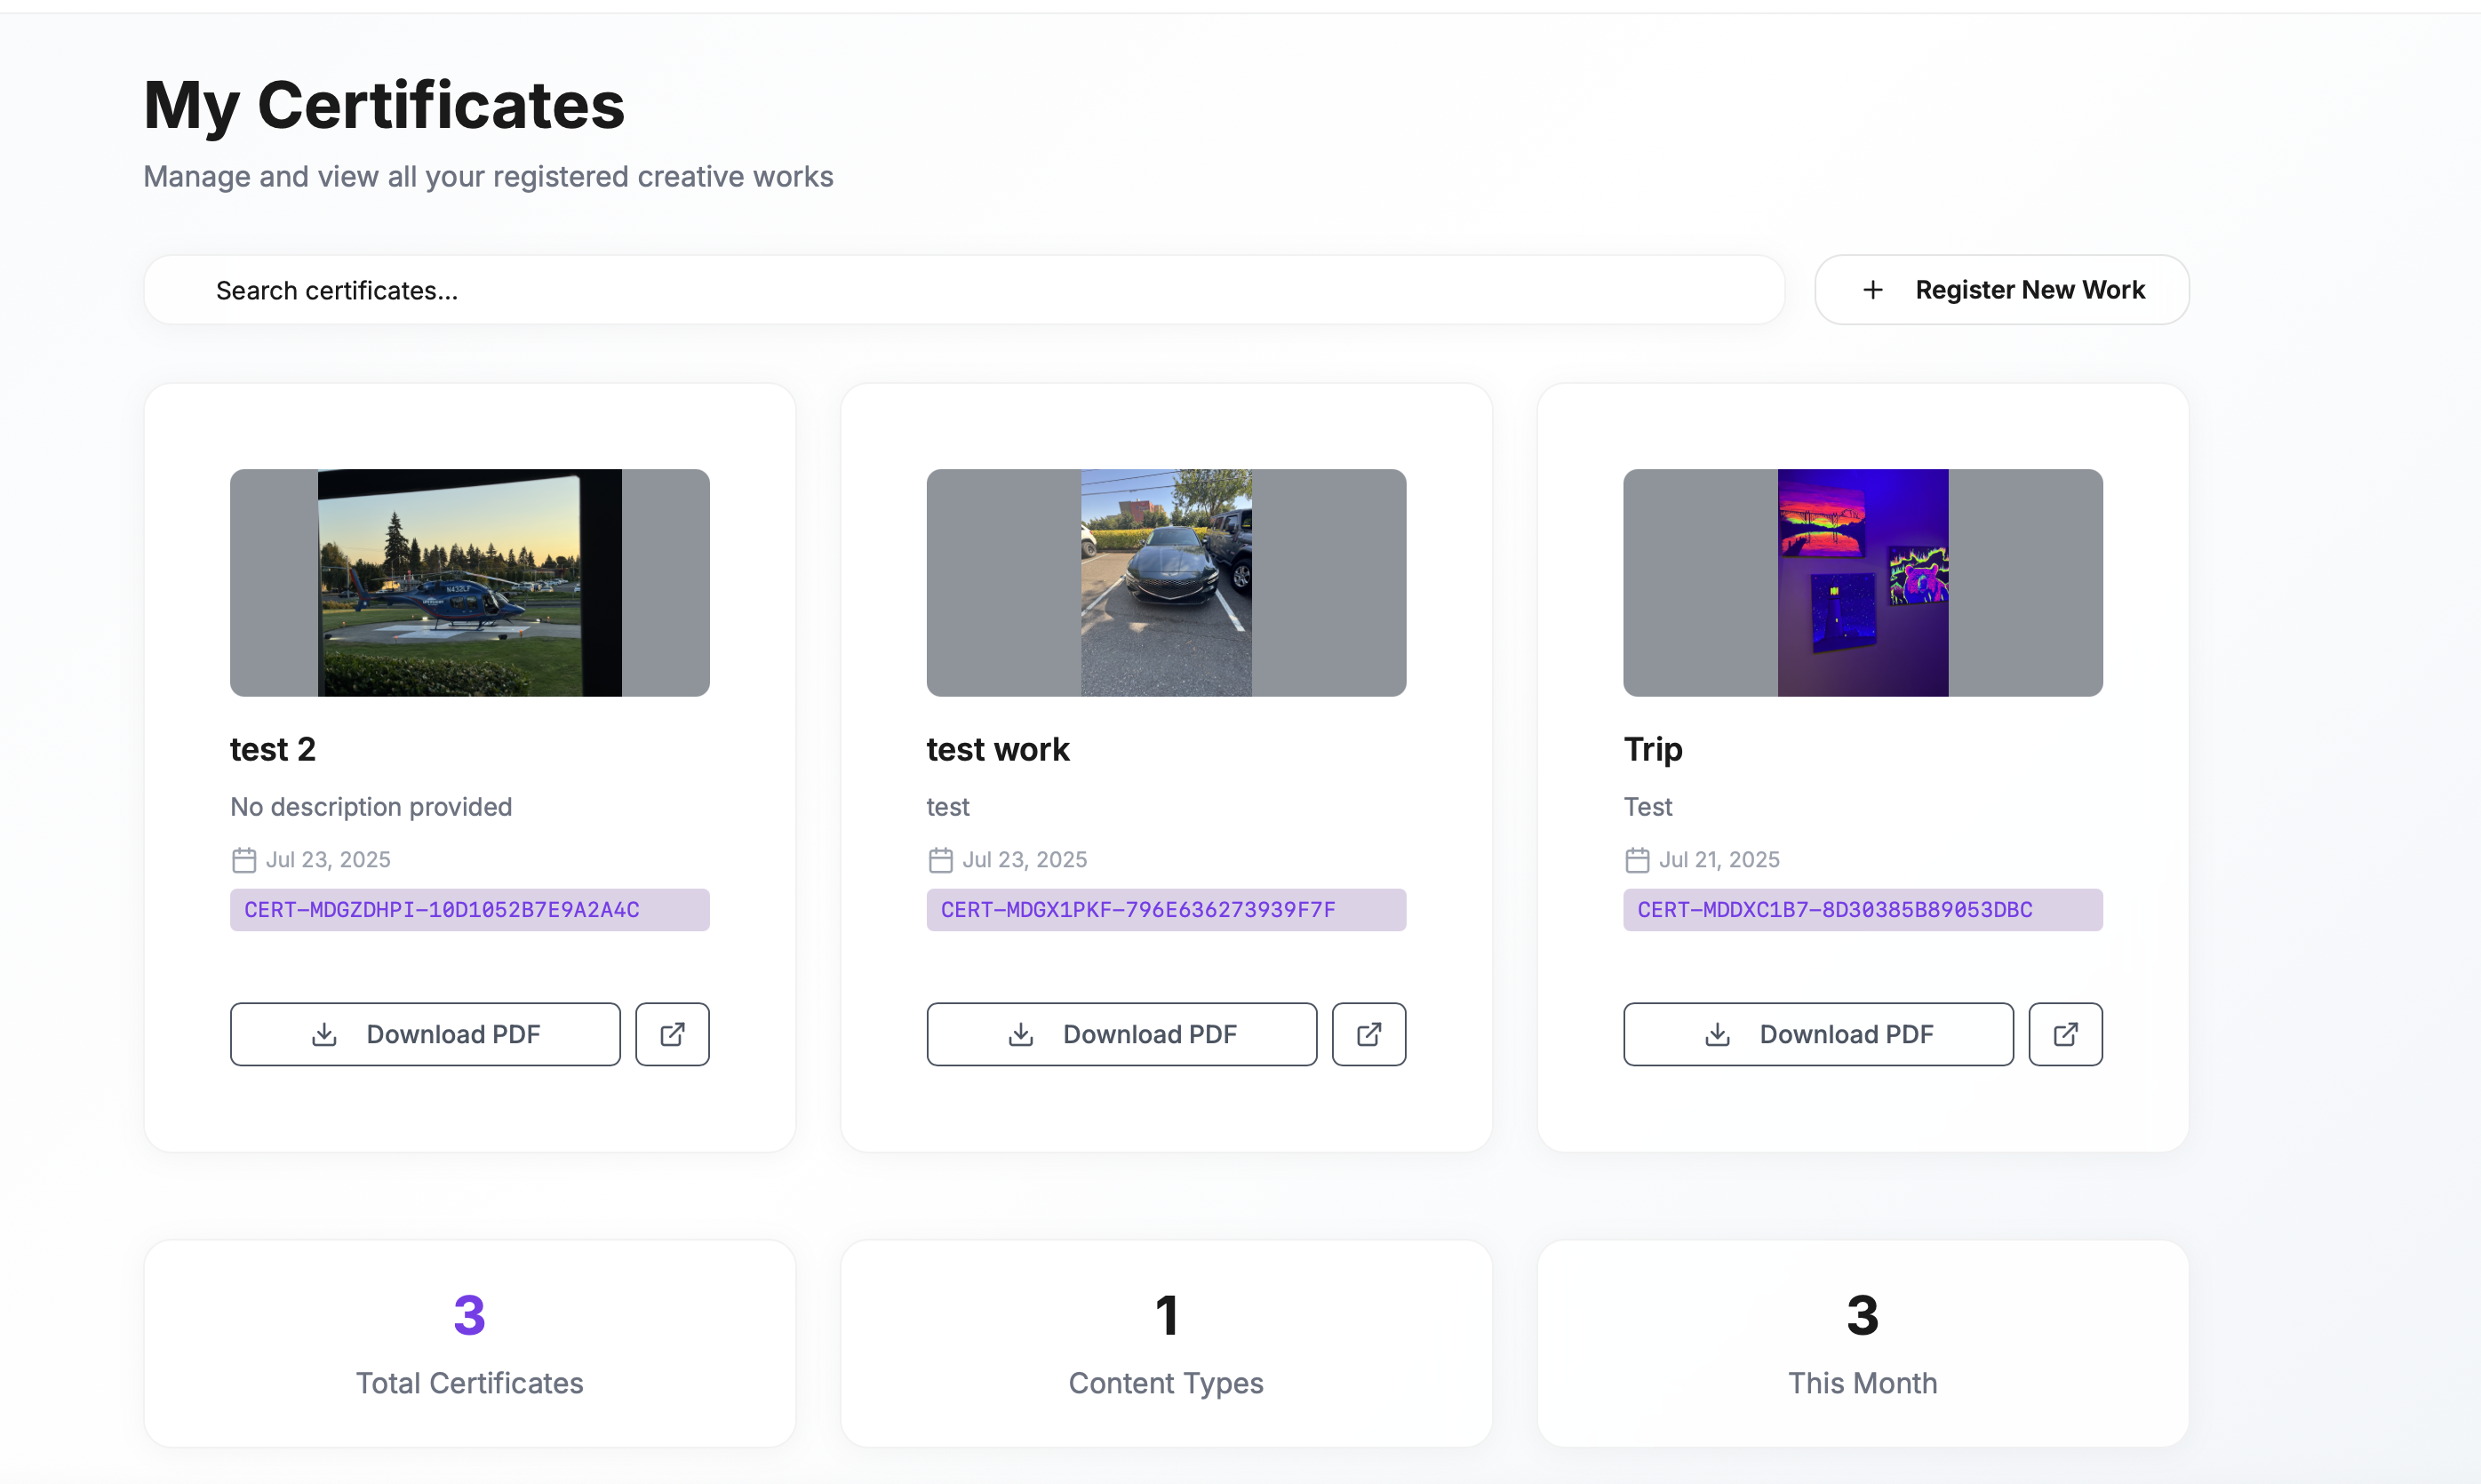 My Certificates
Manage and view all your registered creative works
Search certificates...
+ Register New Work
N432LF
test 2
No description provided
Jul 23, 2025
CERT-MDGZDHPI-10D1052B7E9A2A4C
Download PDF
test work
test
Jul 23, 2025
CERT-MDGX1PKF-796E636273939F7F
Download PDF
Trip
Test
Jul 21, 2025
CERT-MDDXC1B7-8D30385B89053DBC
Download PDF
3
Total Certificates
1
Content Types
3
This Month